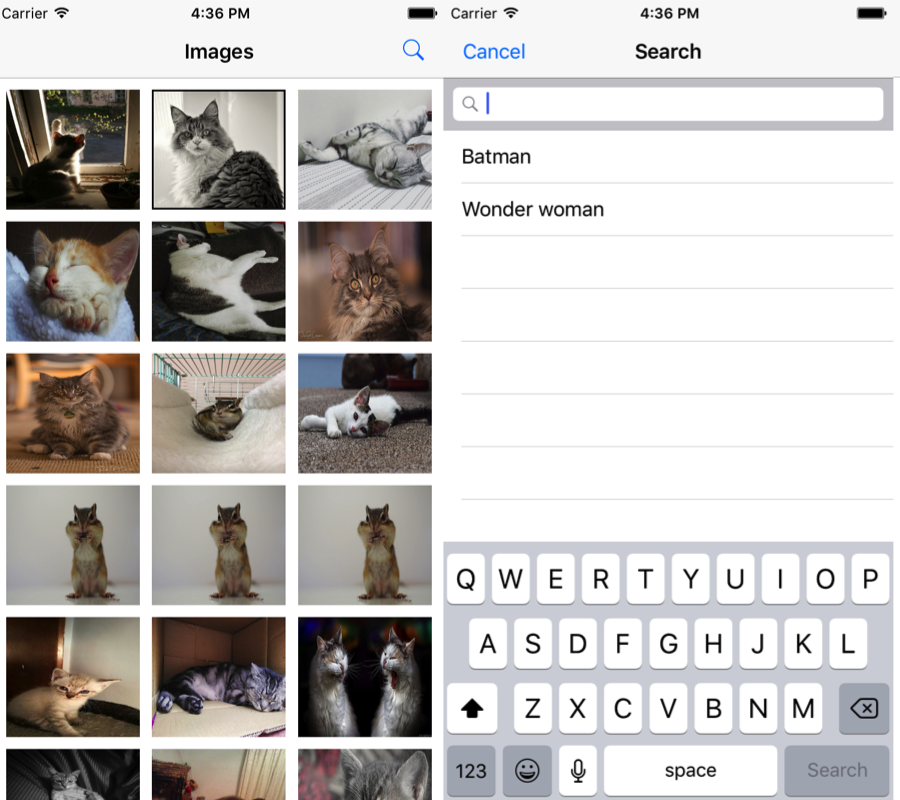 Carrier 4:36 PM
Images
Carrier 4:36 PM
Cancel Search
Batman
Wonder woman
Q W E R T Y U I O P
A S D F G H J K L
Z X C V B N M
123 space Search